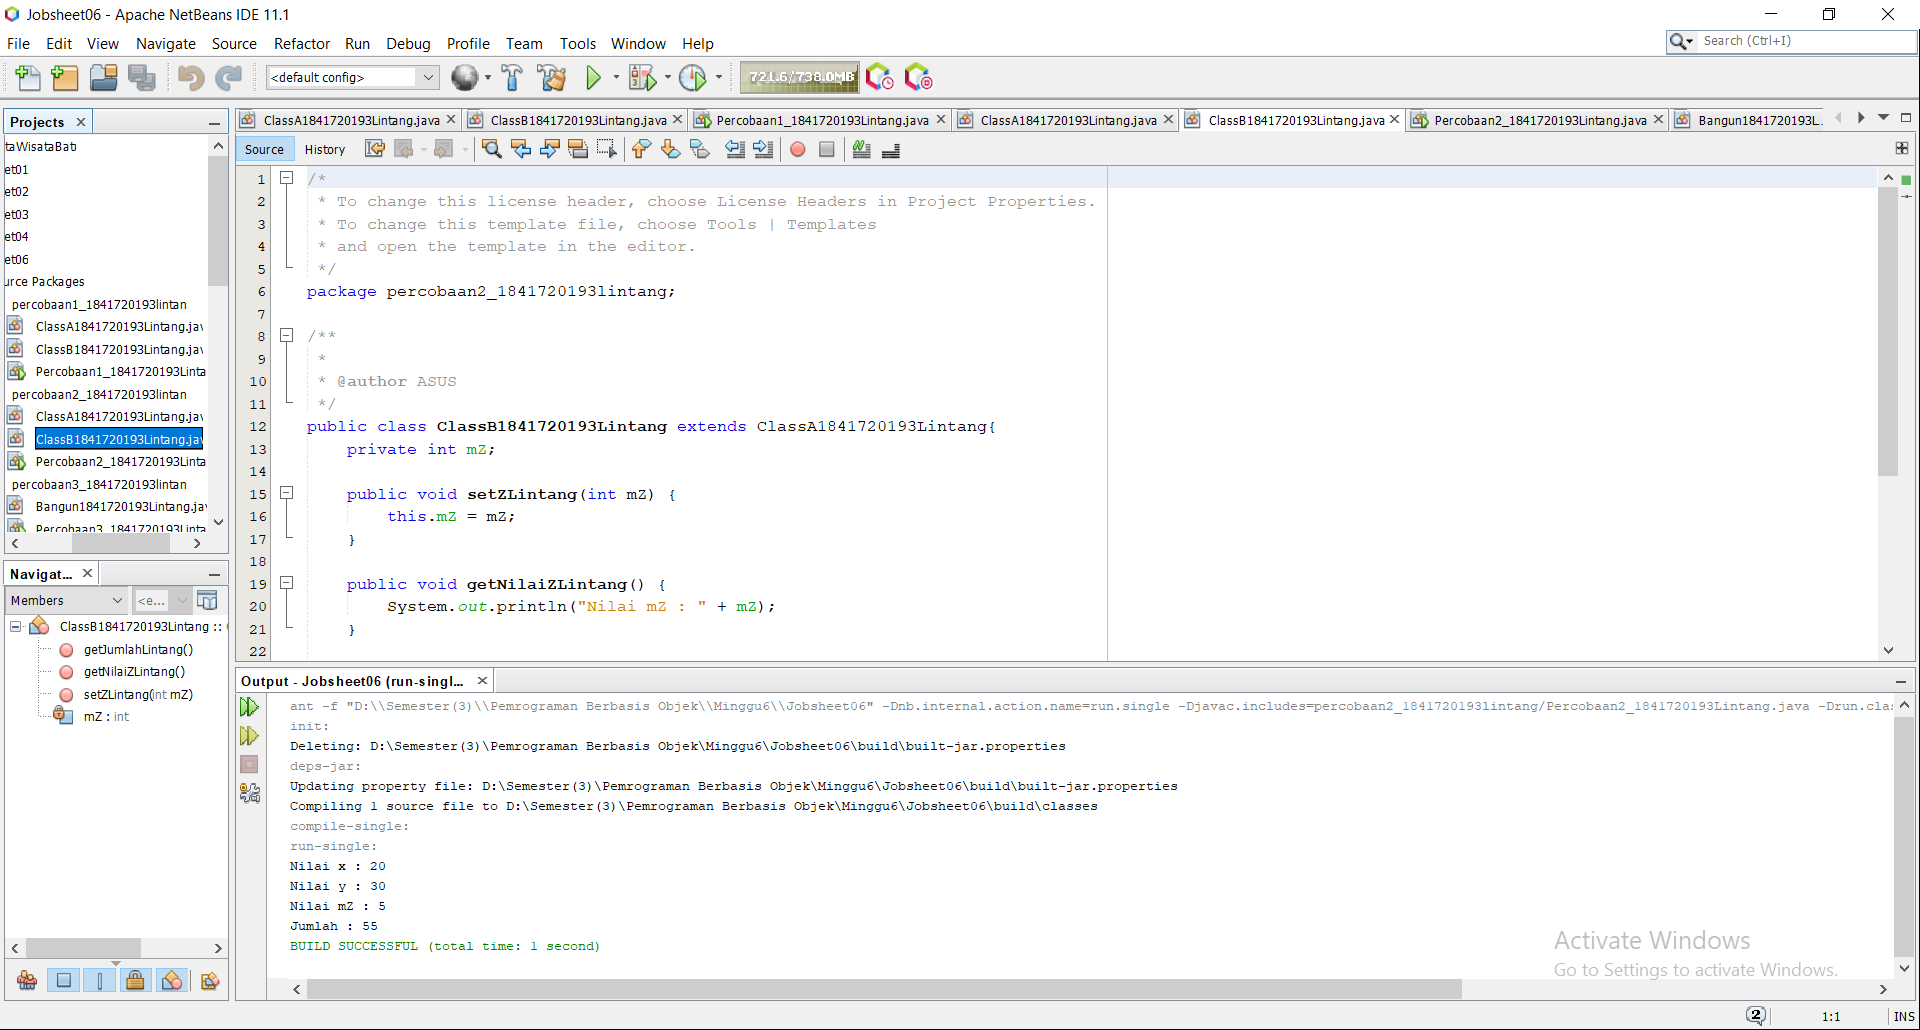 Jobsheet06 - Apache NetBeans IDE 11.1
File Edit View Navigate Source Refactor Run Debug Profile Team Tools Window Help
Search (Ctrl+I)
<default config>
721.6/738.0MB
Projects
taWisataBati
et01
et02
et03
et04
et06
urce Packages
percobaan1_1841720193lintan
ClassA1841720193Lintang.jav
ClassB1841720193Lintang.jav
Percobaan1_1841720193Linta
percobaan2_1841720193lintan
ClassA1841720193Lintang.jav
ClassB1841720193Lintang.jav
Percobaan2_1841720193Linta
percobaan3_1841720193lintan
Bangun1841720193Lintang.jav
Percobaan3_1841720193Linta
Navigat...
Members <e...
ClassB1841720193Lintang ::
getJumlahLintang()
getNilaiZLintang()
setZLintang(int mZ)
mZ : int
ClassA1841720193Lintang.java ClassB1841720193Lintang.java Percobaan1_1841720193Lintang.java ClassA1841720193Lintang.java ClassB1841720193Lintang.java Percobaan2_1841720193Lintang.java Bangun1841720193L
Source History
1 /*
2 * To change this license header, choose License Headers in Project Properties.
3 * To change this template file, choose Tools | Templates
4 * and open the template in the editor.
5 */
6 package percobaan2_1841720193lintang;
7
8 /**
9 *
10 * @author ASUS
11 */
12 public class ClassB1841720193Lintang extends ClassA1841720193Lintang{
13 private int mZ;
14
15 public void setZLintang(int mZ) {
16 this.mZ = mZ;
17 }
18
19 public void getNilaiZLintang() {
20 System.out.println("Nilai mZ : " + mZ);
21 }
22
Output - Jobsheet06 (run-singl...
ant -f "D:\\Semester(3)\\Pemrograman Berbasis Objek\\Minggu6\\Jobsheet06" -Dnb.internal.action.name=run.single -Djavac.includes=percobaan2_1841720193lintang/Percobaan2_1841720193Lintang.java -Drun.cla
init:
Deleting: D:\Semester(3)\Pemrograman Berbasis Objek\Minggu6\Jobsheet06\build\built-jar.properties
deps-jar:
Updating property file: D:\Semester(3)\Pemrograman Berbasis Objek\Minggu6\Jobsheet06\build\built-jar.properties
Compiling 1 source file to D:\Semester(3)\Pemrograman Berbasis Objek\Minggu6\Jobsheet06\build\classes
compile-single:
run-single:
Nilai x : 20
Nilai y : 30
Nilai mZ : 5
Jumlah : 55
BUILD SUCCESSFUL (total time: 1 second)
Activate Windows
Go to Settings to activate Windows.
2 1:1 INS